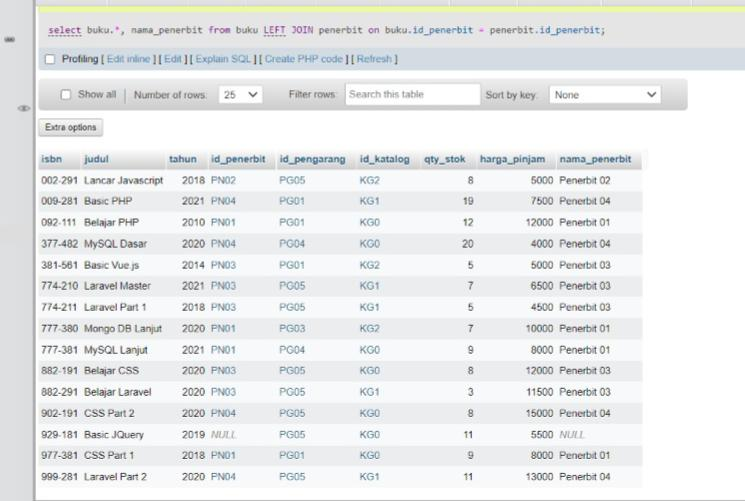 select buku.*, nama_penerbit from buku LEFT JOIN penerbit on buku.id_penerbit = penerbit.id_penerbit;
Profiling [ Edit inline ] [ Edit ] [ Explain SQL ] [ Create PHP code ] [ Refresh ]
Show all Number of rows: 25 Filter rows: Search this table Sort by key: None
Extra options
isbn judul tahun id_penerbit id_pengarang id_katalog qty_stok harga_pinjam nama_penerbit
002-291 Lancar Javascript 2018 PN02 PG05 KG2 8 5000 Penerbit 02
009-281 Basic PHP 2021 PN04 PG01 KG1 19 7500 Penerbit 04
092-111 Belajar PHP 2010 PN01 PG01 KG0 12 12000 Penerbit 01
377-482 MySQL Dasar 2020 PN04 PG04 KG0 20 4000 Penerbit 04
381-561 Basic Vue.js 2014 PN03 PG01 KG2 5 5000 Penerbit 03
774-210 Laravel Master 2021 PN03 PG05 KG1 7 6500 Penerbit 03
774-211 Laravel Part 1 2018 PN03 PG05 KG1 5 4500 Penerbit 03
777-380 Mongo DB Lanjut 2020 PN01 PG03 KG2 7 10000 Penerbit 01
777-381 MySQL Lanjut 2021 PN01 PG04 KG0 9 8000 Penerbit 01
882-191 Belajar CSS 2020 PN03 PG05 KG0 8 12000 Penerbit 03
882-291 Belajar Laravel 2020 PN03 PG05 KG1 3 11500 Penerbit 03
902-191 CSS Part 2 2020 PN04 PG05 KG0 8 15000 Penerbit 04
929-181 Basic JQuery 2019 NULL PG05 KG0 11 5500 NULL
977-381 CSS Part 1 2018 PN01 PG01 KG0 9 8000 Penerbit 01
999-281 Laravel Part 2 2020 PN04 PG05 KG1 11 13000 Penerbit 04